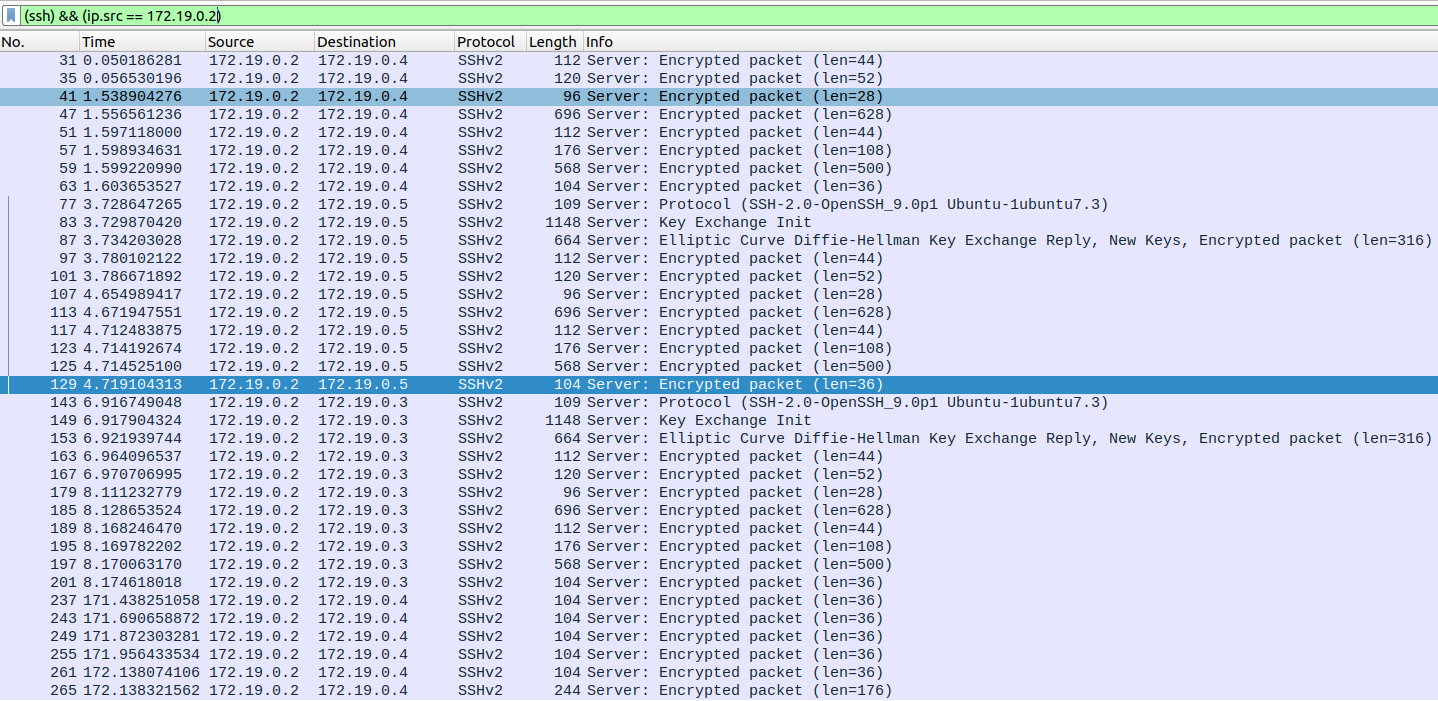 (ssh) && (ip.src == 172.19.0.2)
No. Time Source Destination Protocol Length Info
31 0.050186281 172.19.0.2 172.19.0.4 SSHv2 112 Server: Encrypted packet (len=44)
35 0.056530196 172.19.0.2 172.19.0.4 SSHv2 120 Server: Encrypted packet (len=52)
41 1.538904276 172.19.0.2 172.19.0.4 SSHv2 96 Server: Encrypted packet (len=28)
47 1.556561236 172.19.0.2 172.19.0.4 SSHv2 696 Server: Encrypted packet (len=628)
51 1.597118000 172.19.0.2 172.19.0.4 SSHv2 112 Server: Encrypted packet (len=44)
57 1.598934631 172.19.0.2 172.19.0.4 SSHv2 176 Server: Encrypted packet (len=108)
59 1.599220990 172.19.0.2 172.19.0.4 SSHv2 568 Server: Encrypted packet (len=500)
63 1.603653527 172.19.0.2 172.19.0.4 SSHv2 104 Server: Encrypted packet (len=36)
77 3.728647265 172.19.0.2 172.19.0.5 SSHv2 109 Server: Protocol (SSH-2.0-OpenSSH_9.0p1 Ubuntu-1ubuntu7.3)
83 3.729870420 172.19.0.2 172.19.0.5 SSHv2 1148 Server: Key Exchange Init
87 3.734203028 172.19.0.2 172.19.0.5 SSHv2 664 Server: Elliptic Curve Diffie-Hellman Key Exchange Reply, New Keys, Encrypted packet (len=316)
97 3.780102122 172.19.0.2 172.19.0.5 SSHv2 112 Server: Encrypted packet (len=44)
101 3.786671892 172.19.0.2 172.19.0.5 SSHv2 120 Server: Encrypted packet (len=52)
107 4.654989417 172.19.0.2 172.19.0.5 SSHv2 96 Server: Encrypted packet (len=28)
113 4.671947551 172.19.0.2 172.19.0.5 SSHv2 696 Server: Encrypted packet (len=628)
117 4.712483875 172.19.0.2 172.19.0.5 SSHv2 112 Server: Encrypted packet (len=44)
123 4.714192674 172.19.0.2 172.19.0.5 SSHv2 176 Server: Encrypted packet (len=108)
125 4.714525100 172.19.0.2 172.19.0.5 SSHv2 568 Server: Encrypted packet (len=500)
129 4.719104313 172.19.0.2 172.19.0.5 SSHv2 104 Server: Encrypted packet (len=36)
143 6.916749048 172.19.0.2 172.19.0.3 SSHv2 109 Server: Protocol (SSH-2.0-OpenSSH_9.0p1 Ubuntu-1ubuntu7.3)
149 6.917904324 172.19.0.2 172.19.0.3 SSHv2 1148 Server: Key Exchange Init
153 6.921939744 172.19.0.2 172.19.0.3 SSHv2 664 Server: Elliptic Curve Diffie-Hellman Key Exchange Reply, New Keys, Encrypted packet (len=316)
163 6.964096537 172.19.0.2 172.19.0.3 SSHv2 112 Server: Encrypted packet (len=44)
167 6.970706995 172.19.0.2 172.19.0.3 SSHv2 120 Server: Encrypted packet (len=52)
179 8.111232779 172.19.0.2 172.19.0.3 SSHv2 96 Server: Encrypted packet (len=28)
185 8.128653524 172.19.0.2 172.19.0.3 SSHv2 696 Server: Encrypted packet (len=628)
189 8.168246470 172.19.0.2 172.19.0.3 SSHv2 112 Server: Encrypted packet (len=44)
195 8.169782202 172.19.0.2 172.19.0.3 SSHv2 176 Server: Encrypted packet (len=108)
197 8.170063170 172.19.0.2 172.19.0.3 SSHv2 568 Server: Encrypted packet (len=500)
201 8.174618018 172.19.0.2 172.19.0.3 SSHv2 104 Server: Encrypted packet (len=36)
237 171.438251058 172.19.0.2 172.19.0.4 SSHv2 104 Server: Encrypted packet (len=36)
243 171.690658872 172.19.0.2 172.19.0.4 SSHv2 104 Server: Encrypted packet (len=36)
249 171.872303281 172.19.0.2 172.19.0.4 SSHv2 104 Server: Encrypted packet (len=36)
255 171.956433534 172.19.0.2 172.19.0.4 SSHv2 104 Server: Encrypted packet (len=36)
261 172.138074106 172.19.0.2 172.19.0.4 SSHv2 104 Server: Encrypted packet (len=36)
265 172.138321562 172.19.0.2 172.19.0.4 SSHv2 244 Server: Encrypted packet (len=176)